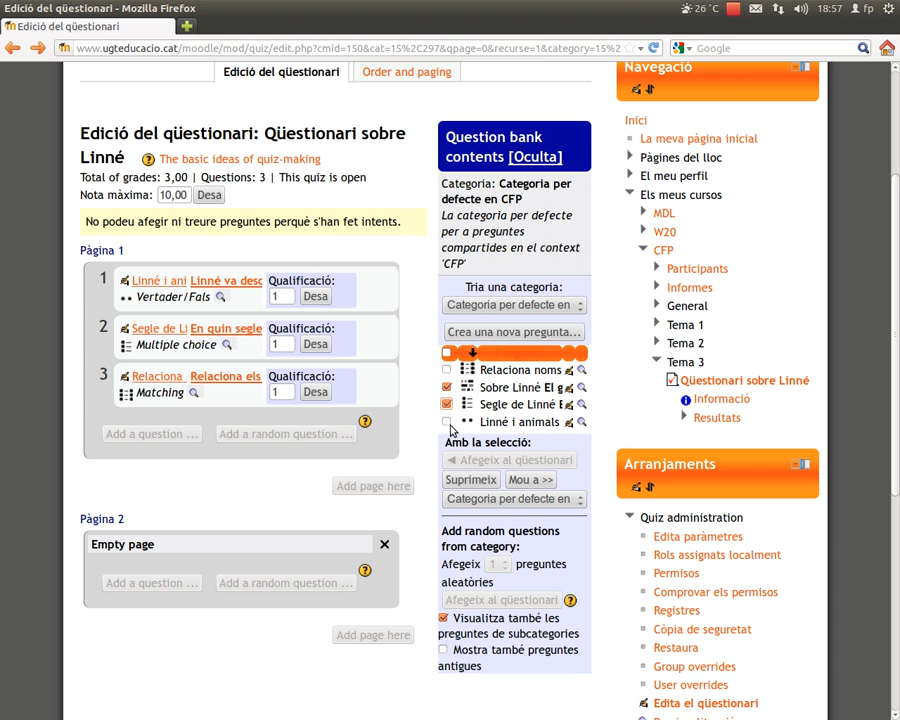 Edició del qüestionari - Mozilla Firefox
26 °C
18:57
fp
Edició del qüestionari
www.ugteducacio.cat/moodle/mod/quiz/edit.php?cmid=150&cat=15%2C297&qpage=0&recurse=1&category=15%2
Google
Edició del qüestionari
Order and paging
Edició del qüestionari: Qüestionari sobre
Linné
The basic ideas of quiz-making
Total of grades: 3,00 | Questions: 3 | This quiz is open
Nota màxima: 10,00 Desa
No podeu afegir ni treure preguntes perquè s'han fet intents.
Pàgina 1
1
Linné i ani Linné va desc
Vertader/Fals
Qualificació:
1 Desa
2
Segle de Li En quin segle
Multiple choice
Qualificació:
1 Desa
3
Relaciona Relaciona els
Matching
Qualificació:
1 Desa
Add a question ...
Add a random question ...
Add page here
Pàgina 2
Empty page
Add a question ...
Add a random question ...
Add page here
Question bank
contents [Oculta]
Categoria: Categoria per
defecte en CFP
La categoria per defecte
per a preguntes
compartides en el context
'CFP'
Tria una categoria:
Categoria per defecte en
Crea una nova pregunta...
Relaciona noms
Sobre Linné El g
Segle de Linné E
Linné i animals
Amb la selecció:
Afegeix al qüestionari
Suprimeix
Mou a >>
Categoria per defecte en
Add random questions
from category:
Afegeix 1 preguntes
aleatòries
Afegeix al qüestionari
Visualitza també les
preguntes de subcategories
Mostra també preguntes
antigues
Navegació
Inici
La meva pàgina inicial
Pàgines del lloc
El meu perfil
Els meus cursos
MDL
W20
CFP
Participants
Informes
General
Tema 1
Tema 2
Tema 3
Qüestionari sobre Linné
Informació
Resultats
Arranjaments
Quiz administration
Edita paràmetres
Rols assignats localment
Permisos
Comprovar els permisos
Registres
Còpia de seguretat
Restaura
Group overrides
User overrides
Edita el qüestionari